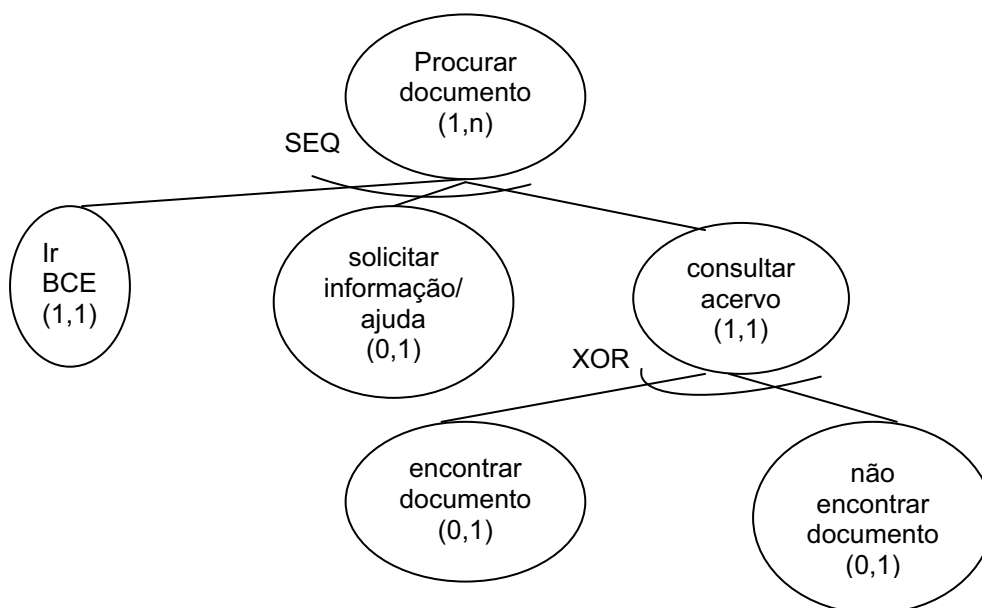 Procurar
documento
(1,n)
SEQ
Ir
BCE
(1,1)
solicitar
informação/
ajuda
(0,1)
consultar
acervo
(1,1)
XOR
encontrar
documento
(0,1)
não
encontrar
documento
(0,1)